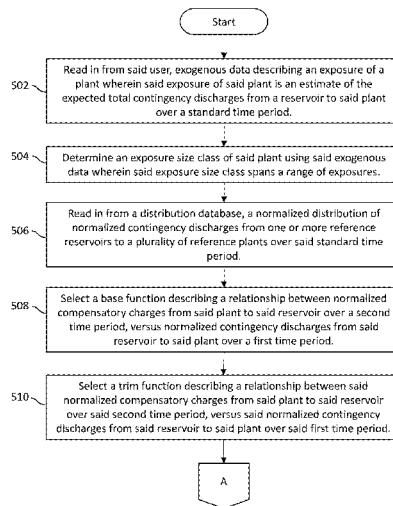 Start
502
Read in from said user, exogenous data describing an exposure of a
plant wherein said exposure of said plant is an estimate of the
expected total contingency discharges from a reservoir to said plant
over a standard time period.
504
Determine an exposure size class of said plant using said exogenous
data wherein said exposure size class spans a range of exposures.
506
Read in from a distribution database, a normalized distribution of
normalized contingency discharges from one or more reference
reservoirs to a plurality of reference plants over said standard time
period.
508
Select a base function describing a relationship between normalized
compensatory charges from said plant to said reservoir over a second
time period, versus normalized contingency discharges from said
reservoir to said plant over a first time period.
510
Select a trim function describing a relationship between said
normalized compensatory charges from said plant to said reservoir
over said second time period, versus said normalized contingency
discharges from said reservoir to said plant over said first time period.
A